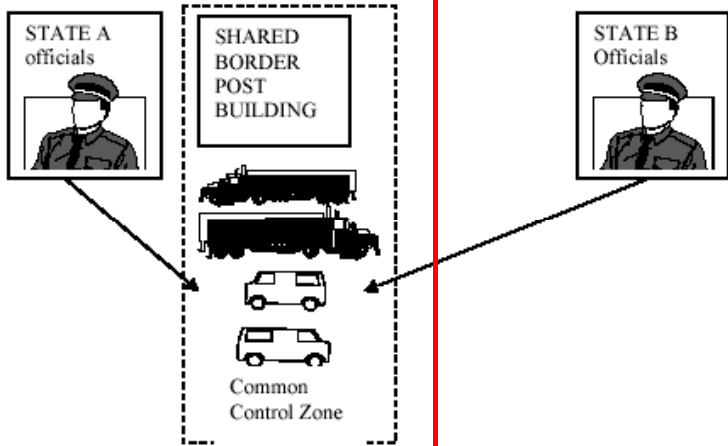 STATE A
officials
SHARED
BORDER
POST
BUILDING
STATE B
Officials
Common
Control Zone